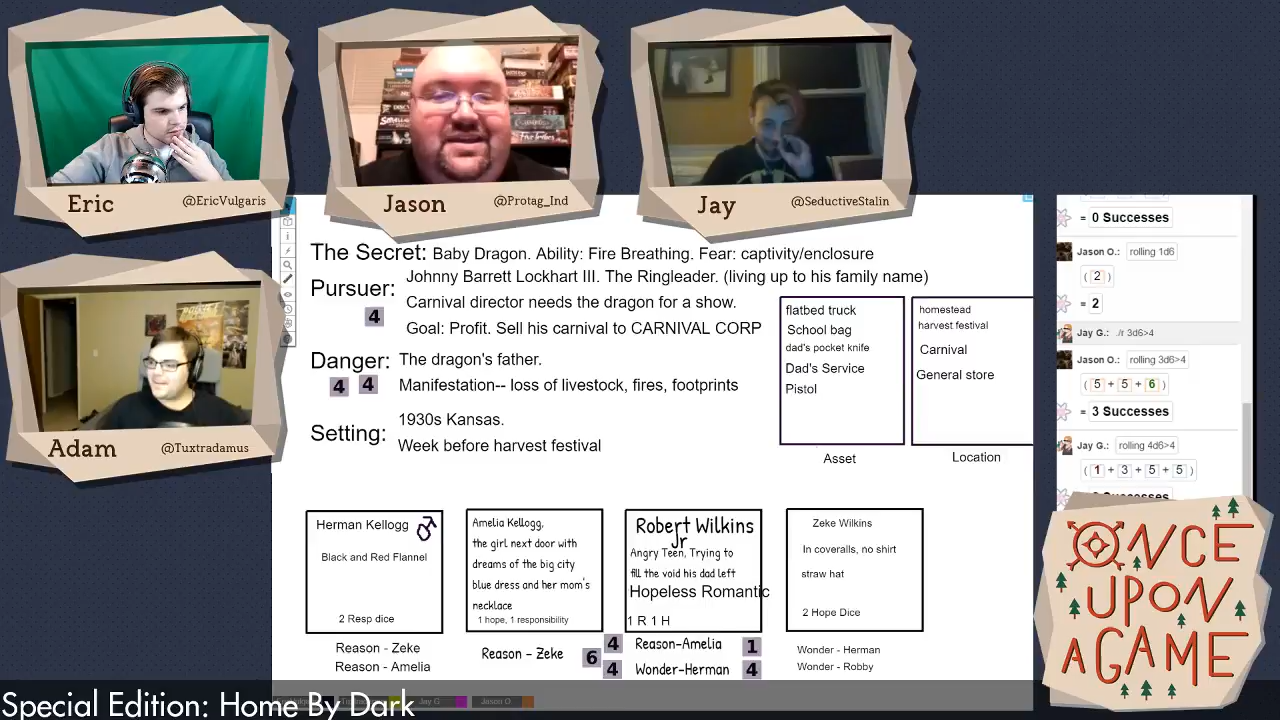 Eric
@EricVulgaris
Jason
@Protag_Ind
Jay
@SeductiveStalin
Adam
@Tuxtradamus
The Secret: Baby Dragon. Ability: Fire Breathing. Fear: captivity/enclosure
Pursuer:
4
Johnny Barrett Lockhart III. The Ringleader. (living up to his family name)
Carnival director needs the dragon for a show.
Goal: Profit. Sell his carnival to CARNIVAL CORP
Danger:
4 4
The dragon's father.
Manifestation-- loss of livestock, fires, footprints
Setting:
1930s Kansas.
Week before harvest festival
flatbed truck
School bag
dad's pocket knife
Dad's Service
Pistol
Asset
homestead
harvest festival
Carnival
General store
Location
Herman Kellogg
Black and Red Flannel
2 Resp dice
Reason - Zeke
Reason - Amelia
Amelia Kellogg,
the girl next door with
dreams of the big city
blue dress and her mom's
necklace
1 hope, 1 responsibility
Reason - Zeke
6
Robert Wilkins
Jr
Angry Teen, Trying to
fill the void his dad left
Hopeless Romantic
1 R 1 H
4 Reason-Amelia 1
4 Wonder-Herman 4
Zeke Wilkins
In coveralls, no shirt
straw hat
2 Hope Dice
Wonder - Herman
Wonder - Robby
= 0 Successes
Jason O.: rolling 1d6
( 2 )
= 2
Jay G.: ./r 3d6>4
Jason O.: rolling 3d6>4
( 5 + 5 + 6 )
= 3 Successes
Jay G.: rolling 4d6>4
( 1 + 3 + 5 + 5 )
ONCE
UPON
A GAME
Jay G
Jason O.
Special Edition: Home By Dark